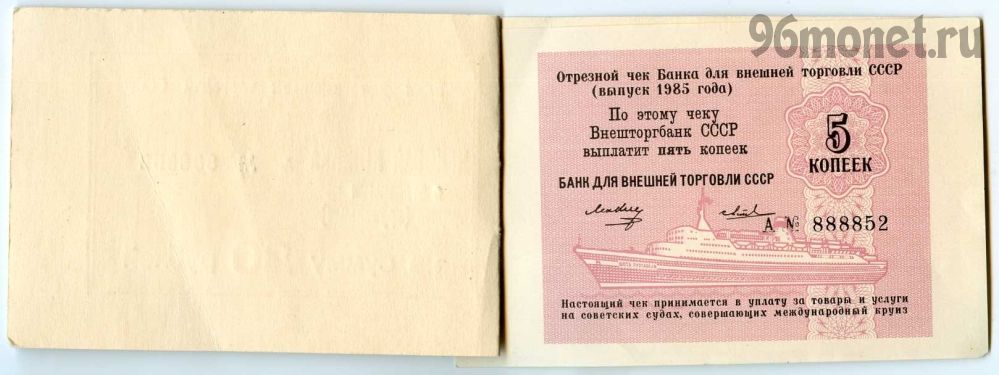 96monet.ru
Отрезной чек Банка для внешней торговли СССР
(выпуск 1985 года)
По этому чеку
Внешторгбанк СССР
выплатит пять копеек
5
КОПЕЕК
БАНК ДЛЯ ВНЕШНЕЙ ТОРГОВЛИ СССР
А № 888852
Настоящий чек принимается в уплату за товары и услуги
на советских судах, совершающих международный круиз